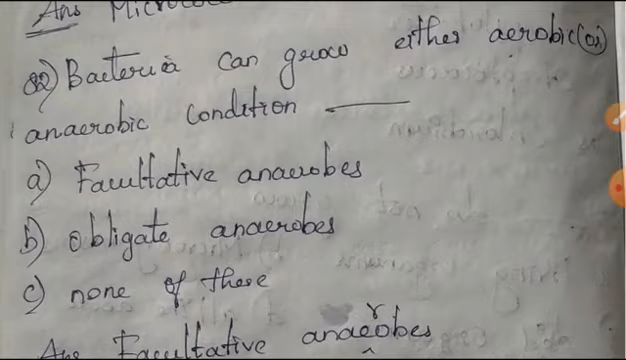 Ans Micro
82) Bacteria can grow either aerobic (or)
anaerobic condition ———
a) Facultative anaerobes
b) obligate anaerobes
c) none of these
Ans Facultative anaerobes